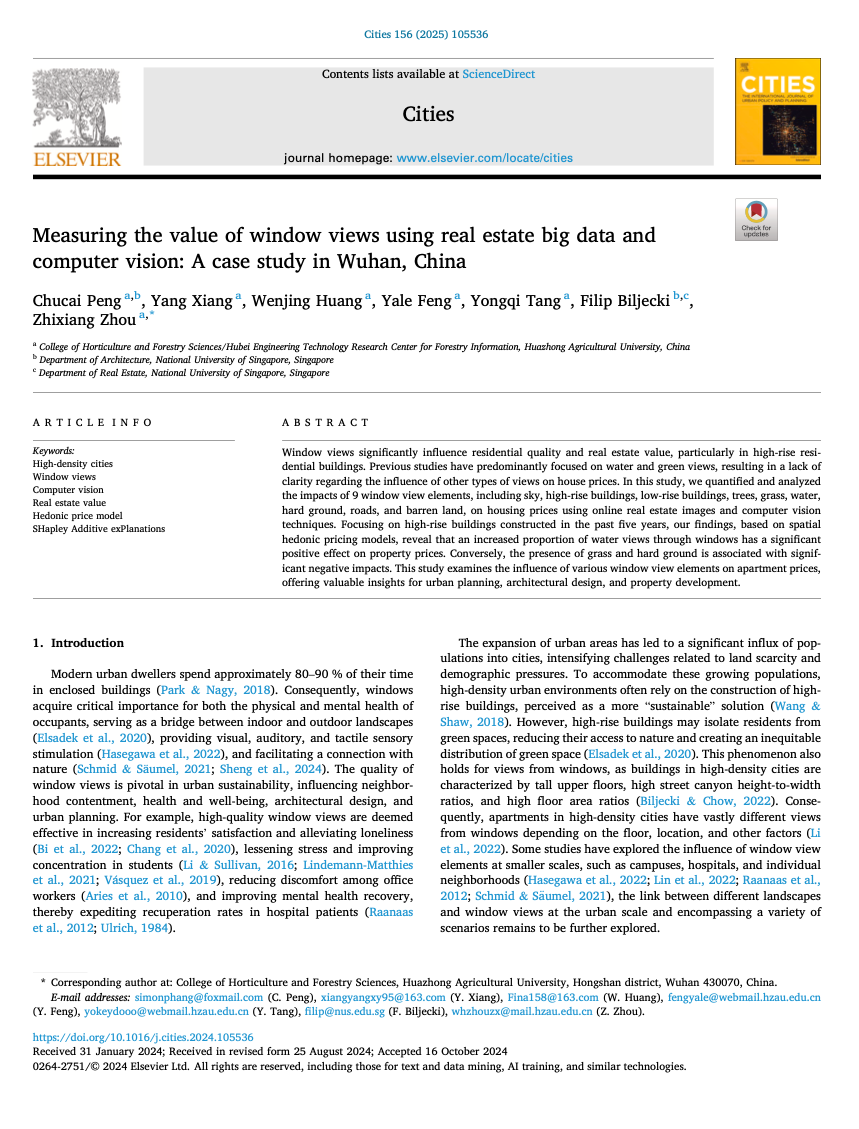 Cities 156 (2025) 105536
Contents lists available at ScienceDirect
Cities
journal homepage: www.elsevier.com/locate/cities
ELSEVIER
CITIES
THE INTERNATIONAL JOURNAL OF
URBAN POLICY AND PLANNING
Check for
updates
Measuring the value of window views using real estate big data and
computer vision: A case study in Wuhan, China
Chucai Peng a,b, Yang Xiang a, Wenjing Huang a, Yale Feng a, Yongqi Tang a, Filip Biljecki b,c,
Zhixiang Zhou a,*
a College of Horticulture and Forestry Sciences/Hubei Engineering Technology Research Center for Forestry Information, Huazhong Agricultural University, China
b Department of Architecture, National University of Singapore, Singapore
c Department of Real Estate, National University of Singapore, Singapore
ARTICLE INFO
Keywords:
High-density cities
Window views
Computer vision
Real estate value
Hedonic price model
SHapley Additive exPlanations
ABSTRACT
Window views significantly influence residential quality and real estate value, particularly in high-rise resi-
dential buildings. Previous studies have predominantly focused on water and green views, resulting in a lack of
clarity regarding the influence of other types of views on house prices. In this study, we quantified and analyzed
the impacts of 9 window view elements, including sky, high-rise buildings, low-rise buildings, trees, grass, water,
hard ground, roads, and barren land, on housing prices using online real estate images and computer vision
techniques. Focusing on high-rise buildings constructed in the past five years, our findings, based on spatial
hedonic pricing models, reveal that an increased proportion of water views through windows has a significant
positive effect on property prices. Conversely, the presence of grass and hard ground is associated with signif-
icant negative impacts. This study examines the influence of various window view elements on apartment prices,
offering valuable insights for urban planning, architectural design, and property development.
1. Introduction
Modern urban dwellers spend approximately 80–90 % of their time
in enclosed buildings (Park & Nagy, 2018). Consequently, windows
acquire critical importance for both the physical and mental health of
occupants, serving as a bridge between indoor and outdoor landscapes
(Elsadek et al., 2020), providing visual, auditory, and tactile sensory
stimulation (Hasegawa et al., 2022), and facilitating a connection with
nature (Schmid & Säumel, 2021; Sheng et al., 2024). The quality of
window views is pivotal in urban sustainability, influencing neighbor-
hood contentment, health and well-being, architectural design, and
urban planning. For example, high-quality window views are deemed
effective in increasing residents' satisfaction and alleviating loneliness
(Bi et al., 2022; Chang et al., 2020), lessening stress and improving
concentration in students (Li & Sullivan, 2016; Lindemann-Matthies
et al., 2021; Vásquez et al., 2019), reducing discomfort among office
workers (Aries et al., 2010), and improving mental health recovery,
thereby expediting recuperation rates in hospital patients (Raanaas
et al., 2012; Ulrich, 1984).
The expansion of urban areas has led to a significant influx of pop-
ulations into cities, intensifying challenges related to land scarcity and
demographic pressures. To accommodate these growing populations,
high-density urban environments often rely on the construction of high-
rise buildings, perceived as a more “sustainable” solution (Wang &
Shaw, 2018). However, high-rise buildings may isolate residents from
green spaces, reducing their access to nature and creating an inequitable
distribution of green space (Elsadek et al., 2020). This phenomenon also
holds for views from windows, as buildings in high-density cities are
characterized by tall upper floors, high street canyon height-to-width
ratios, and high floor area ratios (Biljecki & Chow, 2022). Conse-
quently, apartments in high-density cities have vastly different views
from windows depending on the floor, location, and other factors (Li
et al., 2022). Some studies have explored the influence of window view
elements at smaller scales, such as campuses, hospitals, and individual
neighborhoods (Hasegawa et al., 2022; Lin et al., 2022; Raanaas et al.,
2012; Schmid & Säumel, 2021), the link between different landscapes
and window views at the urban scale and encompassing a variety of
scenarios remains to be further explored.
* Corresponding author at: College of Horticulture and Forestry Sciences, Huazhong Agricultural University, Hongshan district, Wuhan 430070, China.
E-mail addresses: simonphang@foxmail.com (C. Peng), xiangyangxy95@163.com (Y. Xiang), Fina158@163.com (W. Huang), fengyale@webmail.hzau.edu.cn
(Y. Feng), yokeydooo@webmail.hzau.edu.cn (Y. Tang), filip@nus.edu.sg (F. Biljecki), whzhouzx@mail.hzau.edu.cn (Z. Zhou).
https://doi.org/10.1016/j.cities.2024.105536
Received 31 January 2024; Received in revised form 25 August 2024; Accepted 16 October 2024
0264-2751/© 2024 Elsevier Ltd. All rights are reserved, including those for text and data mining, AI training, and similar technologies.